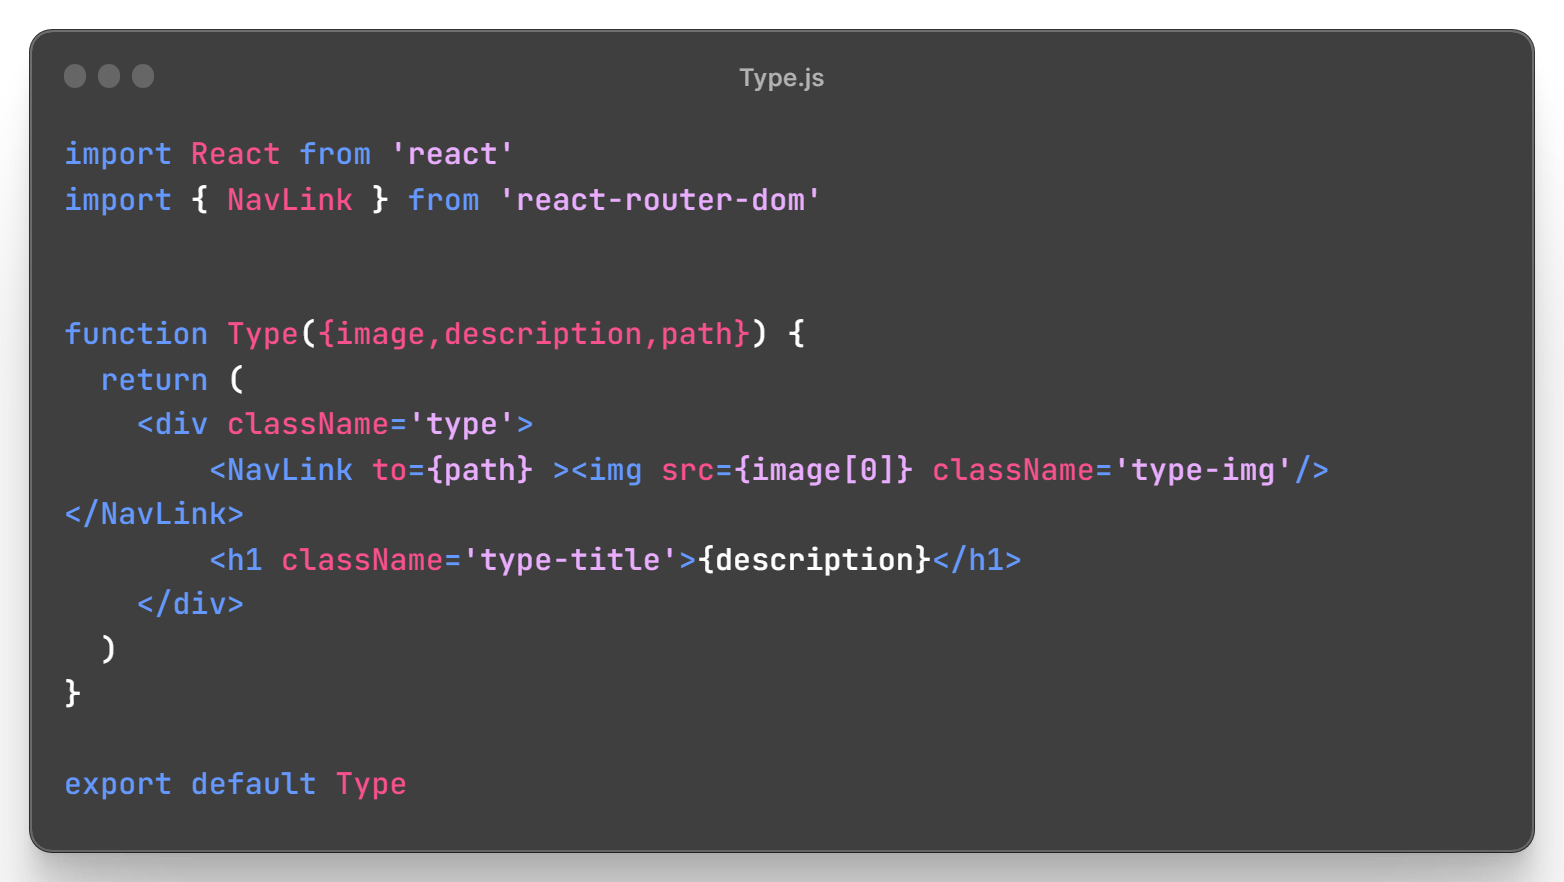 Type.js
import React from 'react'
import { NavLink } from 'react-router-dom'
function Type({image,description,path}) {
  return (
    <div className='type'>
        <NavLink to={path} ><img src={image[0]} className='type-img'/>
</NavLink>
        <h1 className='type-title'>{description}</h1>
    </div>
  )
}
export default Type